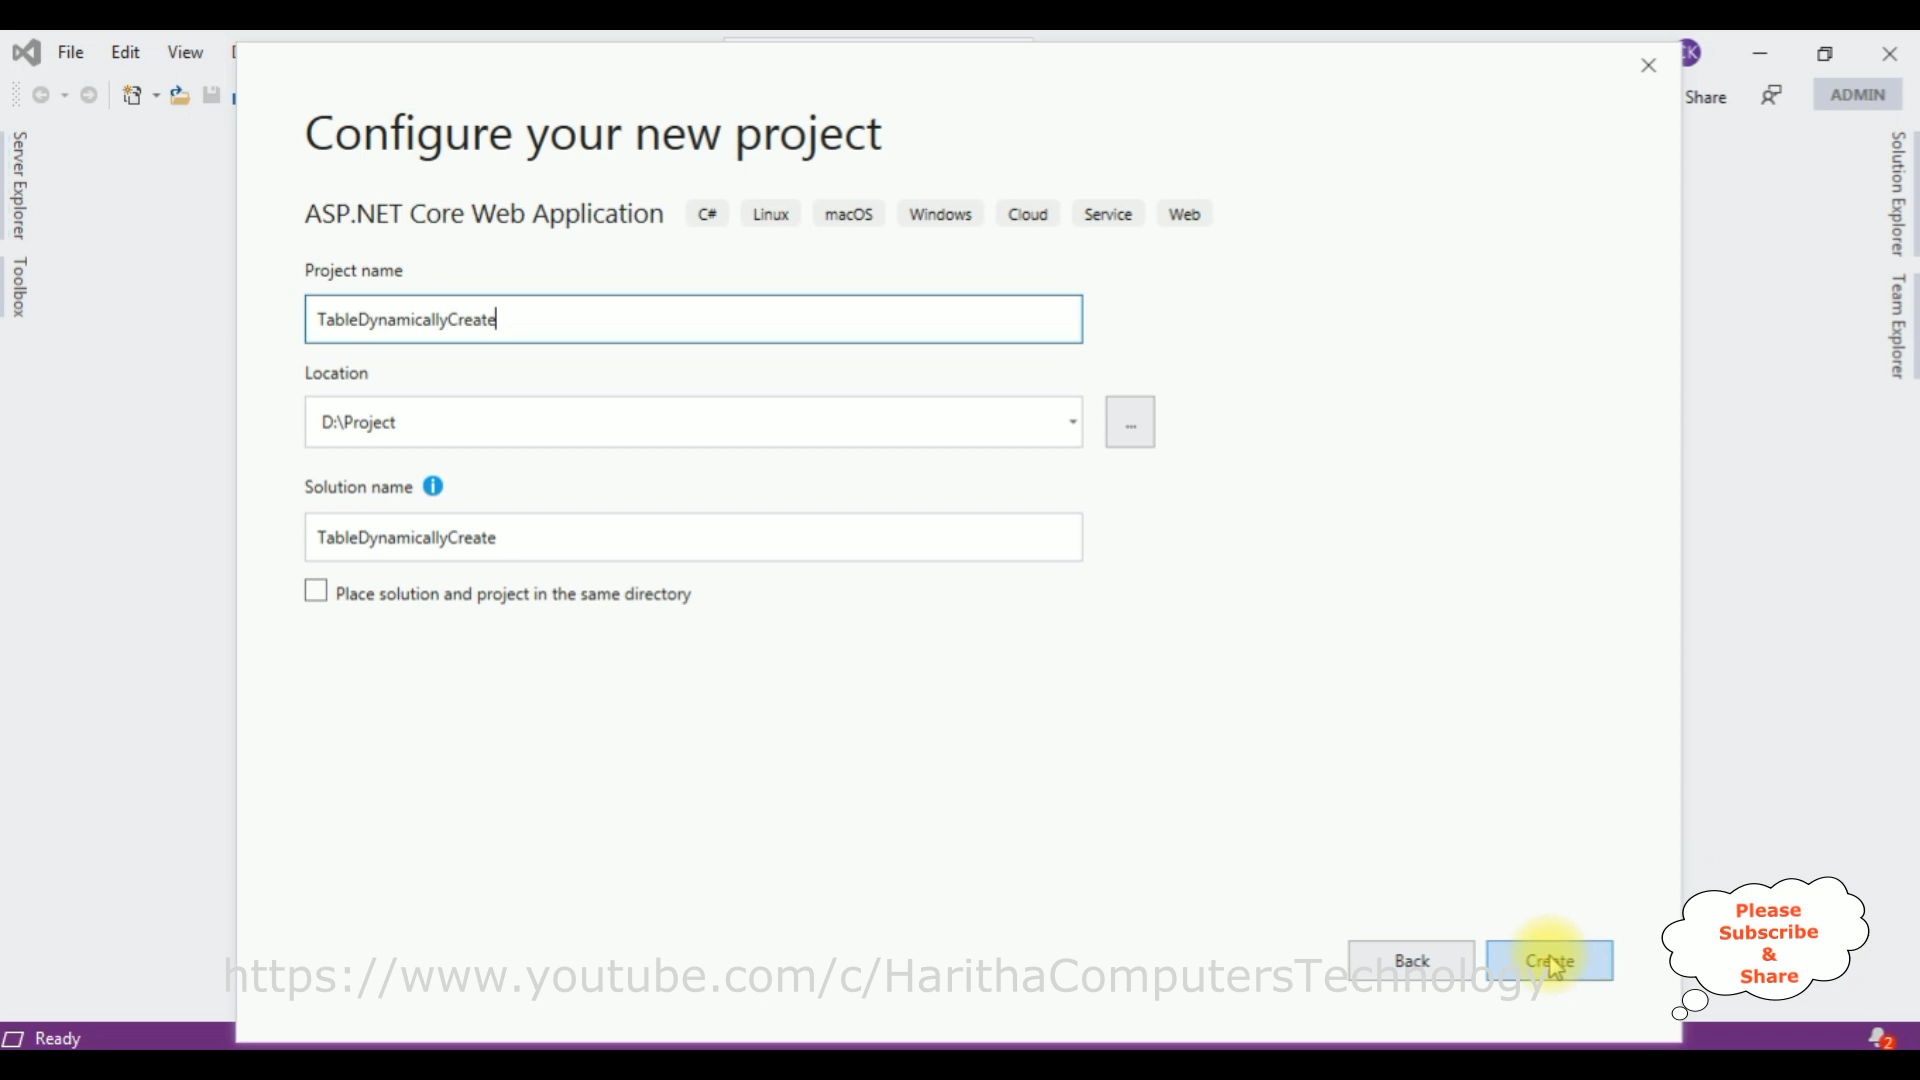 File Edit View
Share
ADMIN
Server Explorer
Toolbox
Solution Explorer
Team Explorer
Configure your new project
ASP.NET Core Web Application C# Linux macOS Windows Cloud Service Web
Project name
TableDynamicallyCreate
Location
D:\Project
...
Solution name
TableDynamicallyCreate
Place solution and project in the same directory
Back Create
https://www.youtube.com/c/HarithaComputersTechnology
Please
Subscribe
&
Share
Ready
2